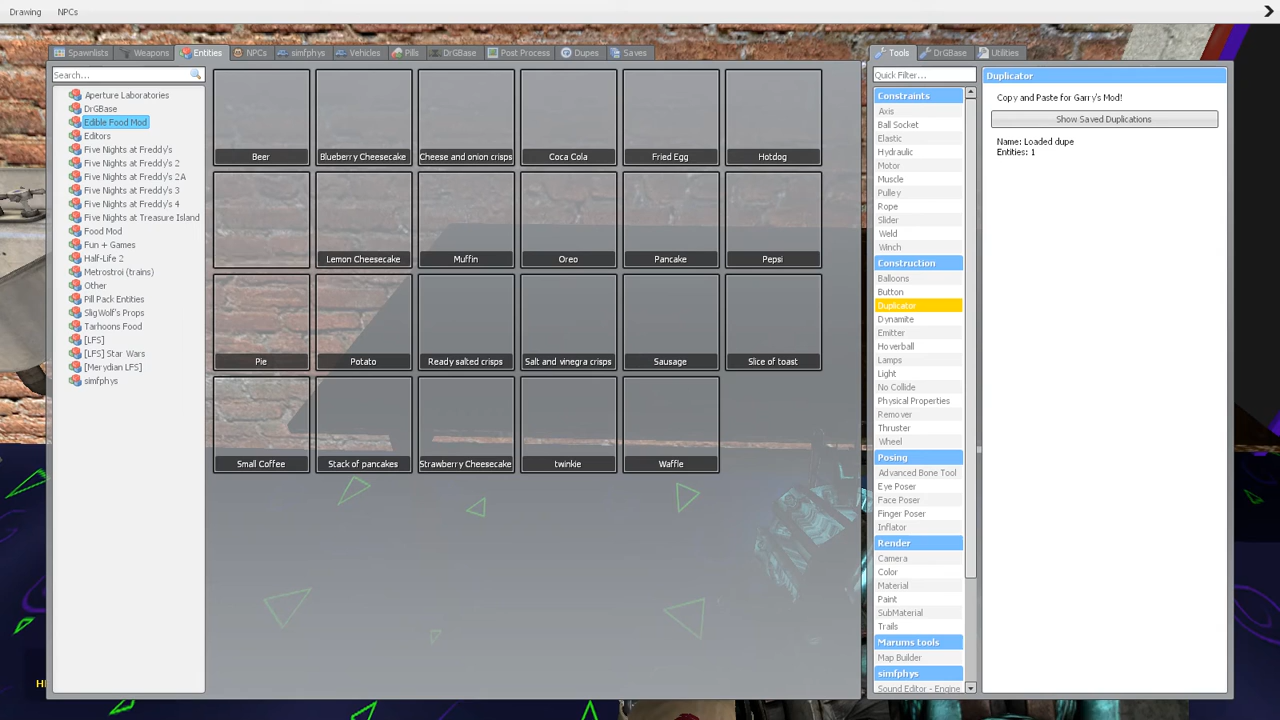 Drawing NPCs
Spawnlists Weapons Entities NPCs simfphys Vehicles Pills DrGBase Post Process Dupes Saves
Search...
Aperture Laboratories
DrGBase
Edible Food Mod
Editors
Five Nights at Freddy's
Five Nights at Freddy's 2
Five Nights at Freddy's 2A
Five Nights at Freddy's 3
Five Nights at Freddy's 4
Five Nights at Treasure Island
Food Mod
Fun + Games
Half-Life 2
Metrostroi (trains)
Other
Pill Pack Entities
SligWolf's Props
Tarhoons Food
[LFS]
[LFS] Star Wars
[Merydian LFS]
simfphys
Beer Blueberry Cheesecake Cheese and onion crisps Coca Cola Fried Egg Hotdog
Lemon Cheesecake Muffin Oreo Pancake Pepsi
Pie Potato Ready salted crisps Salt and vinegra crisps Sausage Slice of toast
Small Coffee Stack of pancakes Strawberry Cheesecake twinkie Waffle
Tools DrGBase Utilities
Quick Filter...
Constraints
Axis
Ball Socket
Elastic
Hydraulic
Motor
Muscle
Pulley
Rope
Slider
Weld
Winch
Construction
Balloons
Button
Duplicator
Dynamite
Emitter
Hoverball
Lamps
Light
No Collide
Physical Properties
Remover
Thruster
Wheel
Posing
Advanced Bone Tool
Eye Poser
Face Poser
Finger Poser
Inflator
Render
Camera
Color
Material
Paint
SubMaterial
Trails
Marums tools
Map Builder
simfphys
Sound Editor - Engine
Duplicator
Copy and Paste for Garry's Mod!
Show Saved Duplications
Name: Loaded dupe
Entities: 1